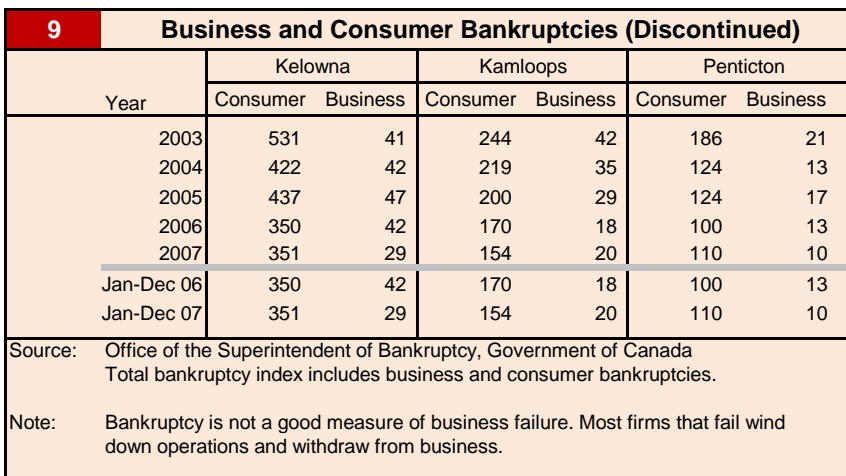 9 Business and Consumer Bankruptcies (Discontinued)
Kelowna Kamloops Penticton
Year Consumer Business Consumer Business Consumer Business
2003 531 41 244 42 186 21
2004 422 42 219 35 124 13
2005 437 47 200 29 124 17
2006 350 42 170 18 100 13
2007 351 29 154 20 110 10
Jan-Dec 06 350 42 170 18 100 13
Jan-Dec 07 351 29 154 20 110 10
Source: Office of the Superintendent of Bankruptcy, Government of Canada
Total bankruptcy index includes business and consumer bankruptcies.
Note: Bankruptcy is not a good measure of business failure. Most firms that fail wind
down operations and withdraw from business.